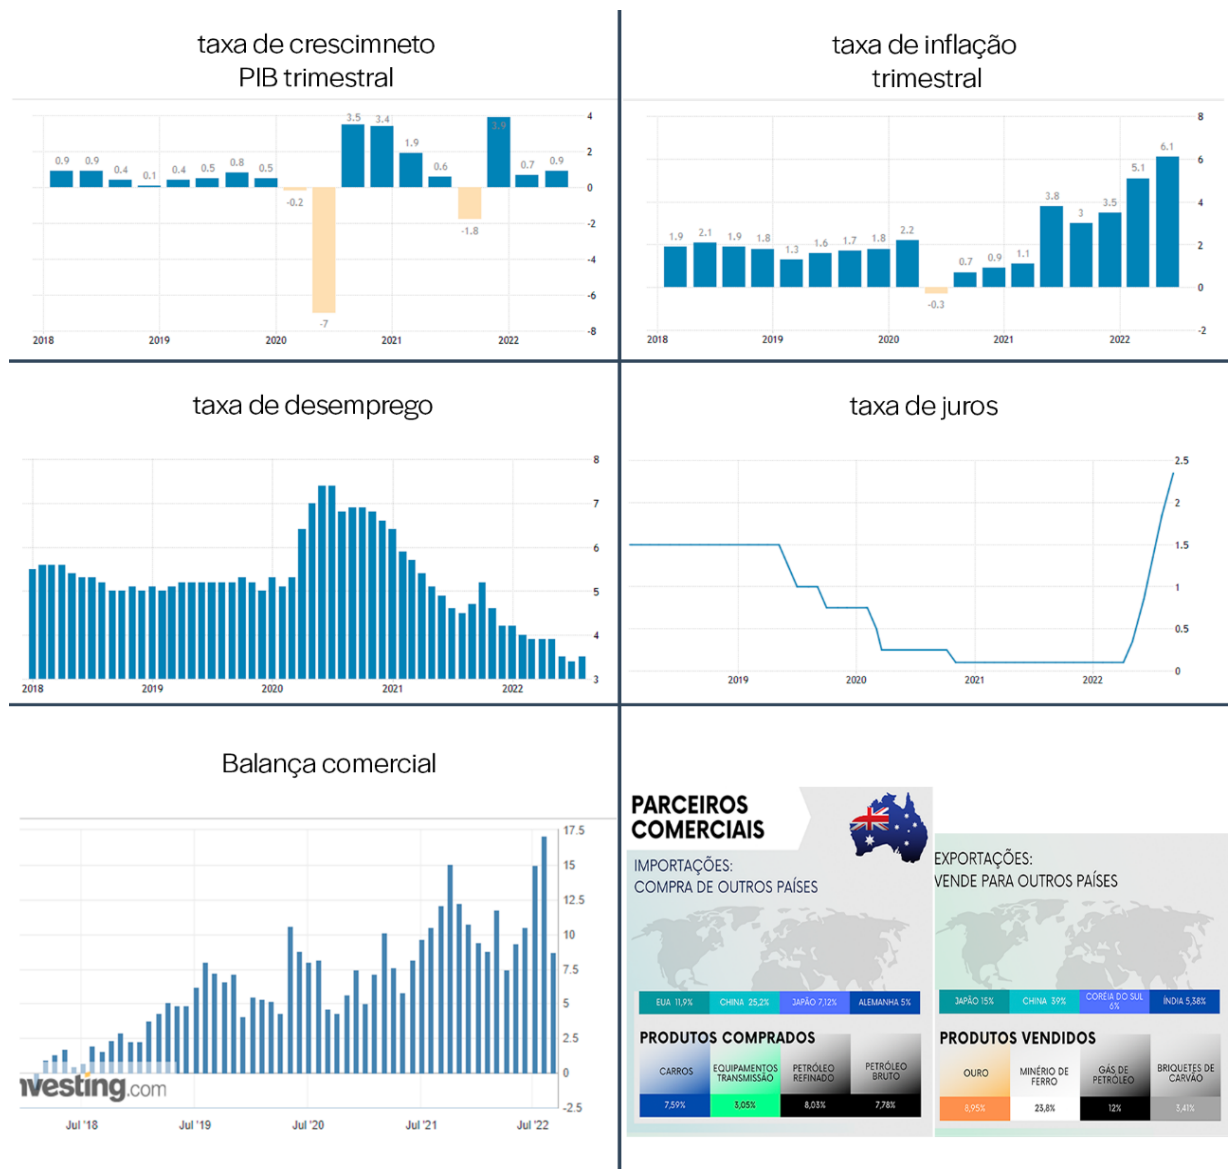 taxa de crescimneto
PIB trimestral
4
2
0
-2
-4
-6
-8
0.9
0.9
0.4
0.1
0.4
0.5
0.8
0.5
-0.2
-7
3.5
3.4
1.9
0.6
-1.8
3.9
0.7
0.9
2018
2019
2020
2021
2022
taxa de inflação
trimestral
8
6
4
2
0
-2
1.9
2.1
1.9
1.8
1.3
1.6
1.7
1.8
2.2
-0.3
0.7
0.9
1.1
3.8
3
3.5
5.1
6.1
2018
2019
2020
2021
2022
taxa de desemprego
8
7
6
5
4
3
2018
2019
2020
2021
2022
taxa de juros
2.5
2
1.5
1
0.5
0
2019
2020
2021
2022
Balança comercial
17.5
15
12.5
10
7.5
5
2.5
0
-2.5
nvesting.com
Jul '18
Jul '19
Jul '20
Jul '21
Jul '22
PARCEIROS
COMERCIAIS
IMPORTAÇÕES:
COMPRA DE OUTROS PAÍSES
EUA 11,9%
CHINA 25,2%
JAPÃO 7,12%
ALEMANHA 5%
PRODUTOS COMPRADOS
CARROS
EQUIPAMENTOS
TRANSMISSÃO
PETRÓLEO
REFINADO
PETRÓLEO
BRUTO
7,59%
3,05%
8,03%
7,78%
EXPORTAÇÕES:
VENDE PARA OUTROS PAÍSES
JAPÃO 15%
CHINA 39%
CORÉIA DO SUL
6%
ÍNDIA 5,38%
PRODUTOS VENDIDOS
OURO
MINÉRIO DE
FERRO
GÁS DE
PETRÓLEO
BRIQUETES DE
CARVÃO
8,95%
23,8%
12%
3,41%